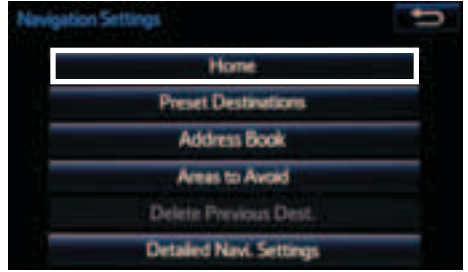 Navigation Settings
Home
Preset Destinations
Address Book
Areas to Avoid
Delete Previous Dest.
Detailed Navi. Settings